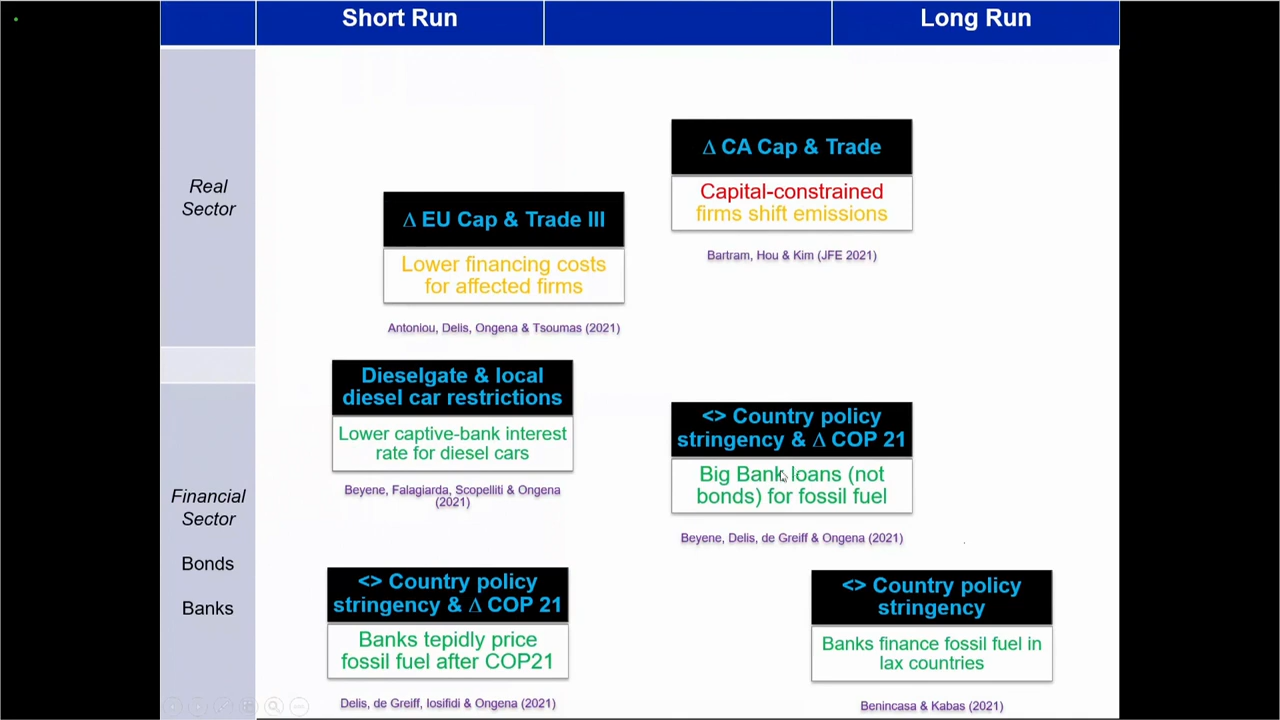 Short Run
Long Run
Real
Sector
∆ CA Cap & Trade
Capital-constrained
firms shift emissions
Bartram, Hou & Kim (JFE 2021)
∆ EU Cap & Trade III
Lower financing costs
for affected firms
Antoniou, Delis, Ongena & Tsoumas (2021)
Dieselgate & local
diesel car restrictions
Lower captive-bank interest
rate for diesel cars
Beyene, Falagiarda, Scopelliti & Ongena
(2021)
<> Country policy
stringency & ∆ COP 21
Big Bank loans (not
bonds) for fossil fuel
Beyene, Delis, de Greiff & Ongena (2021)
Financial
Sector
Bonds
Banks
<> Country policy
stringency & ∆ COP 21
Banks tepidly price
fossil fuel after COP21
Delis, de Greiff, Iosifidi & Ongena (2021)
<> Country policy
stringency
Banks finance fossil fuel in
lax countries
Benincasa & Kabas (2021)